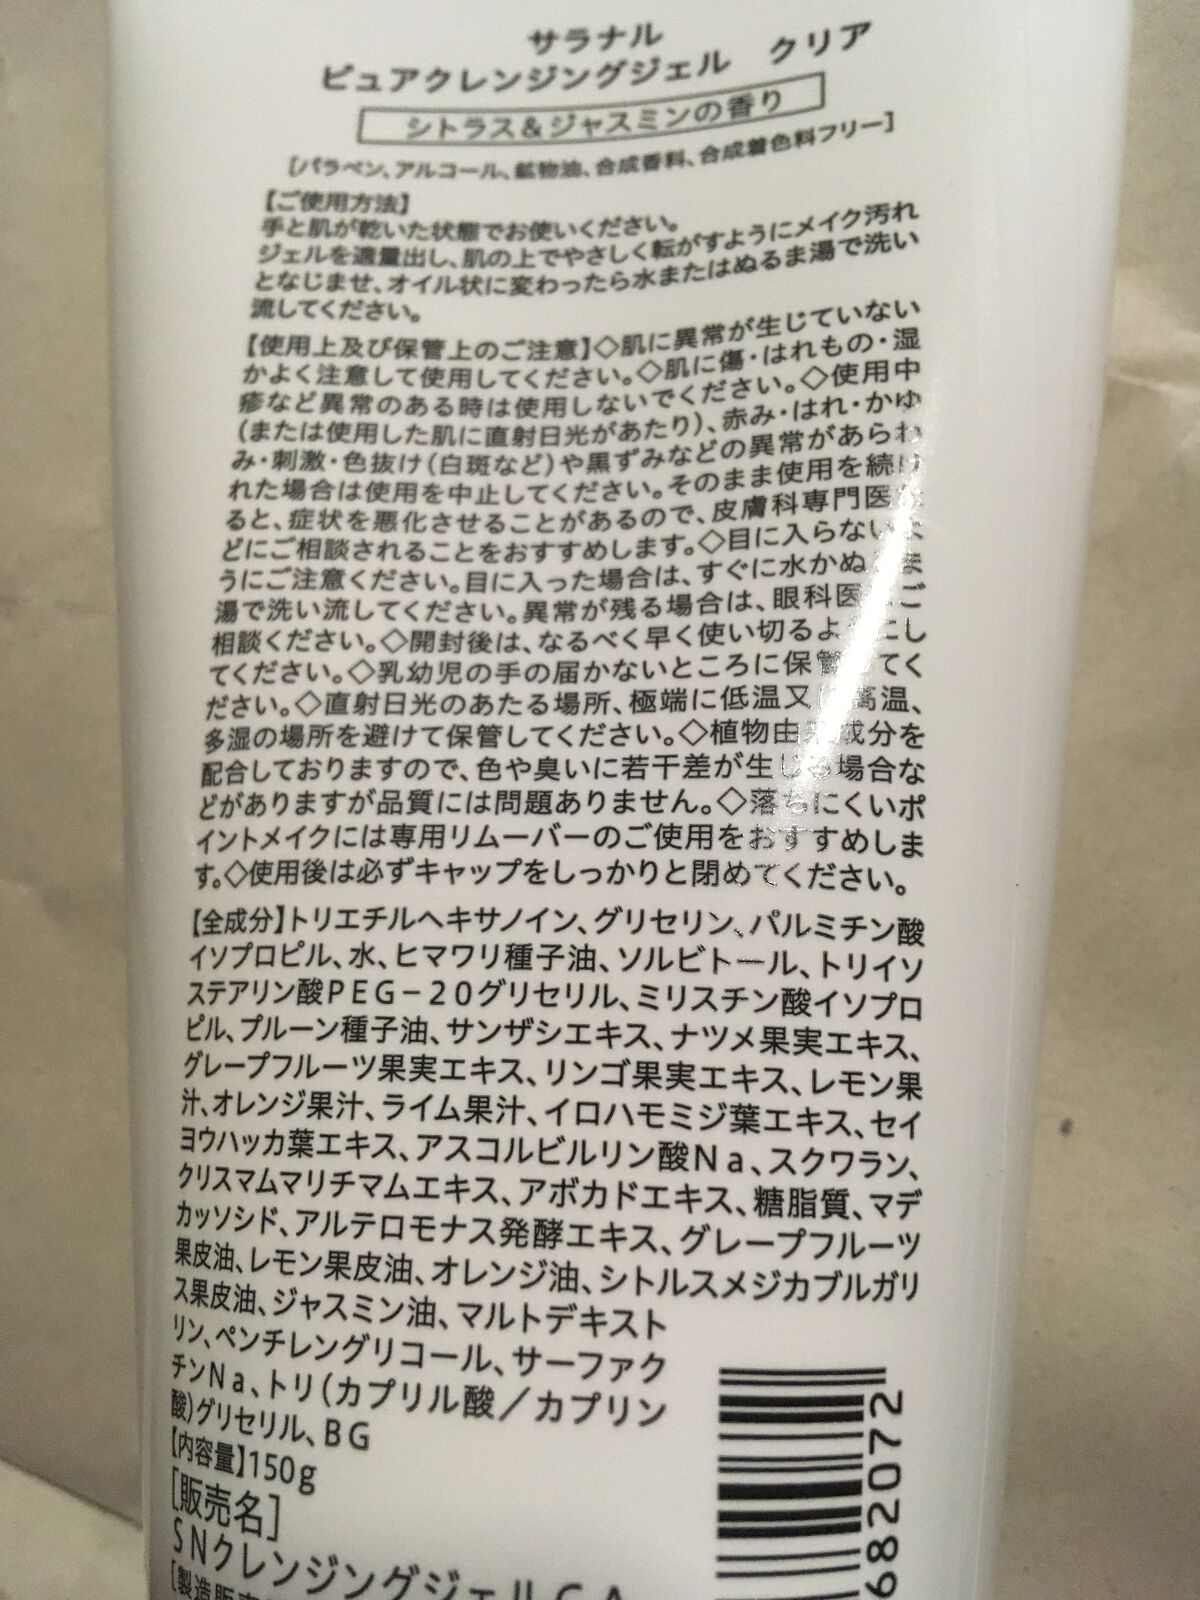 サラナル
ピュアクレンジングジェル　クリア
シトラス＆ジャスミンの香り
[パラベン、アルコール、鉱物油、合成香料、合成着色料フリー]
【ご使用方法】
手と肌が乾いた状態でお使いください。
ジェルを適量出し、肌の上でやさしく転がすようにメイク汚れ
となじませ、オイル状に変わったら水またはぬるま湯で洗い
流してください。
【使用上及び保管上のご注意】◇肌に異常が生じていない
かよく注意して使用してください。◇肌に傷・はれもの・湿
疹など異常のある時は使用しないでください。◇使用中
（または使用した肌に直射日光があたり）、赤み・はれ・かゆ
み・刺激・色抜け（白斑など）や黒ずみなどの異常があらわ
れた場合は使用を中止してください。そのまま使用を続け
ると、症状を悪化させることがあるので、皮膚科専門医
どにご相談されることをおすすめします。◇目に入らないよ
うにご注意ください。目に入った場合は、すぐに水かぬ ま
湯で洗い流してください。異常が残る場合は、眼科医 ご
相談ください。◇開封後は、なるべく早く使い切るようにし
てください。◇乳幼児の手の届かないところに保管 てく
ださい。◇直射日光のあたる場所、極端に低温又 高温、
多湿の場所を避けて保管してください。◇植物由来成分を
配合しておりますので、色や臭いに若干差が生じる場合な
どがありますが品質には問題ありません。◇落ちにくいポ
イントメイクには専用リムーバーのご使用をおすすめしま
す。◇使用後は必ずキャップをしっかりと閉めてください。
【全成分】トリエチルヘキサノイン、グリセリン、パルミチン酸
イソプロピル、水、ヒマワリ種子油、ソルビトール、トリイソ
ステアリン酸ＰＥＧ－２０グリセリル、ミリスチン酸イソプロ
ピル、プルーン種子油、サンザシエキス、ナツメ果実エキス、
グレープフルーツ果実エキス、リンゴ果実エキス、レモン果
汁、オレンジ果汁、ライム果汁、イロハモミジ葉エキス、セイ
ヨウハッカ葉エキス、アスコルビルリン酸Ｎａ、スクワラン、
クリスマムマリチマムエキス、アボカドエキス、糖脂質、マデ
カッソシド、アルテロモナス発酵エキス、グレープフルーツ
果皮油、レモン果皮油、オレンジ油、シトルスメジカブルガリ
ス果皮油、ジャスミン油、マルトデキスト
リン、ペンチレングリコール、サーファク
チンＮａ、トリ（カプリル酸／カプリン
酸）グリセリル、ＢＧ
【内容量】150g
［販売名］
ＳＮクレンジングジェルＣＡ
［製造販売
682072